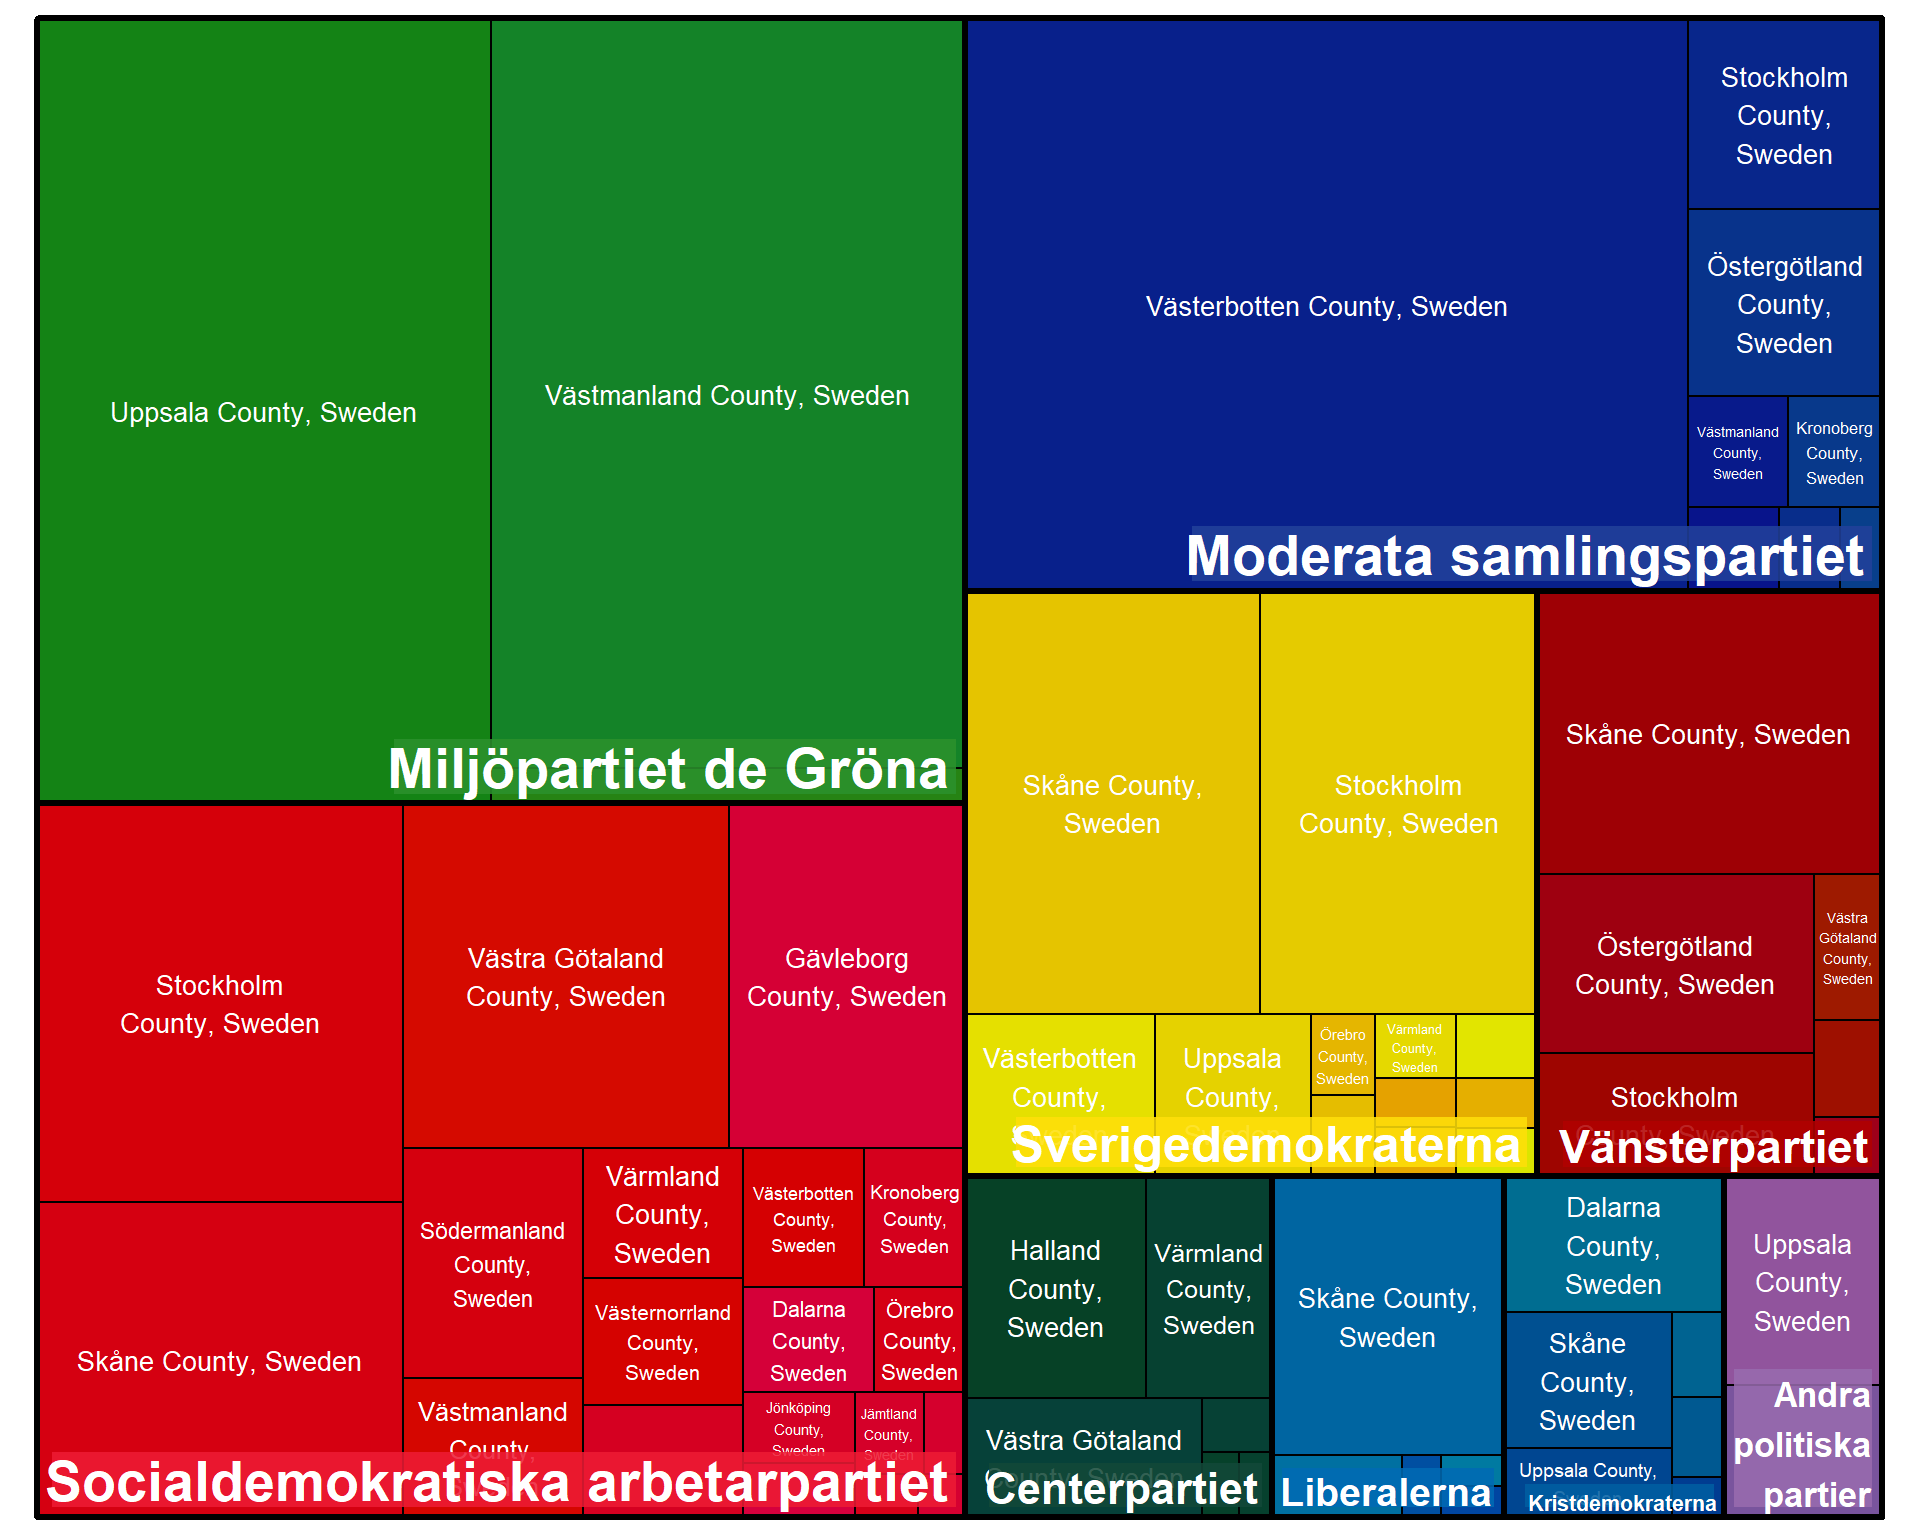 Uppsala County, Sweden
Västmanland County, Sweden
Miljöpartiet de Gröna
Västerbotten County, Sweden
Stockholm
County,
Sweden
Östergötland
County,
Sweden
Västmanland
County,
Sweden
Kronoberg
County,
Sweden
Moderata samlingspartiet
Stockholm
County, Sweden
Västra Götaland
County, Sweden
Gävleborg
County, Sweden
Skåne County, Sweden
Södermanland
County,
Sweden
Värmland
County,
Sweden
Västerbotten
County,
Sweden
Kronoberg
County,
Sweden
Västernorrland
County,
Sweden
Dalarna
County,
Sweden
Örebro
County,
Sweden
Västmanland
County,
Jönköping
County,
Sweden
Jämtland
County,
Sweden
Socialdemokratiska arbetarpartiet
Skåne County,
Sweden
Stockholm
County, Sweden
Västerbotten
County,
Uppsala
County,
Örebro
County,
Sweden
Värmland
County,
Sweden
Sverigedemokraterna
Skåne County, Sweden
Östergötland
County, Sweden
Västra
Götaland
County,
Sweden
Stockholm
County, Sweden
Vänsterpartiet
Halland
County,
Sweden
Värmland
County,
Sweden
Västra Götaland
County, Sweden
Centerpartiet
Skåne County,
Sweden
Liberalerna
Dalarna
County,
Sweden
Skåne
County,
Sweden
Uppsala County,
Kristdemokraterna
Uppsala
County,
Sweden
Andra
politiska
partier